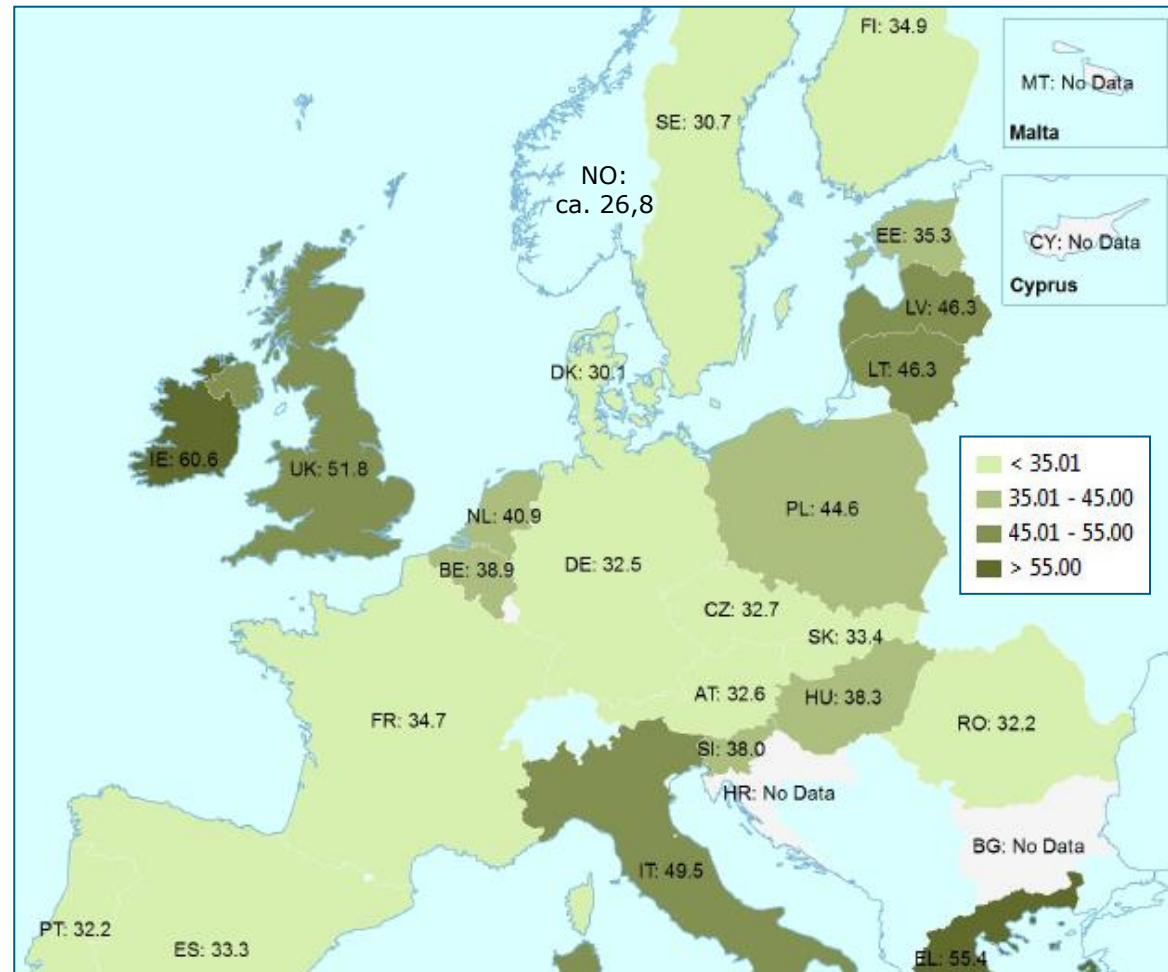 FI: 34.9
MT: No Data
Malta
SE: 30.7
NO:
ca. 26,8
EE: 35.3
CY: No Data
Cyprus
LV: 46.3
DK: 30.1
LT: 46.3
IE: 60.6
UK: 51.8
< 35.01
35.01 - 45.00
45.01 - 55.00
> 55.00
NL: 40.9
PL: 44.6
BE: 38.9
DE: 32.5
CZ: 32.7
SK: 33.4
AT: 32.6
HU: 38.3
FR: 34.7
RO: 32.2
SI: 38.0
HR: No Data
BG: No Data
IT: 49.5
PT: 32.2
ES: 33.3
EL: 55.4